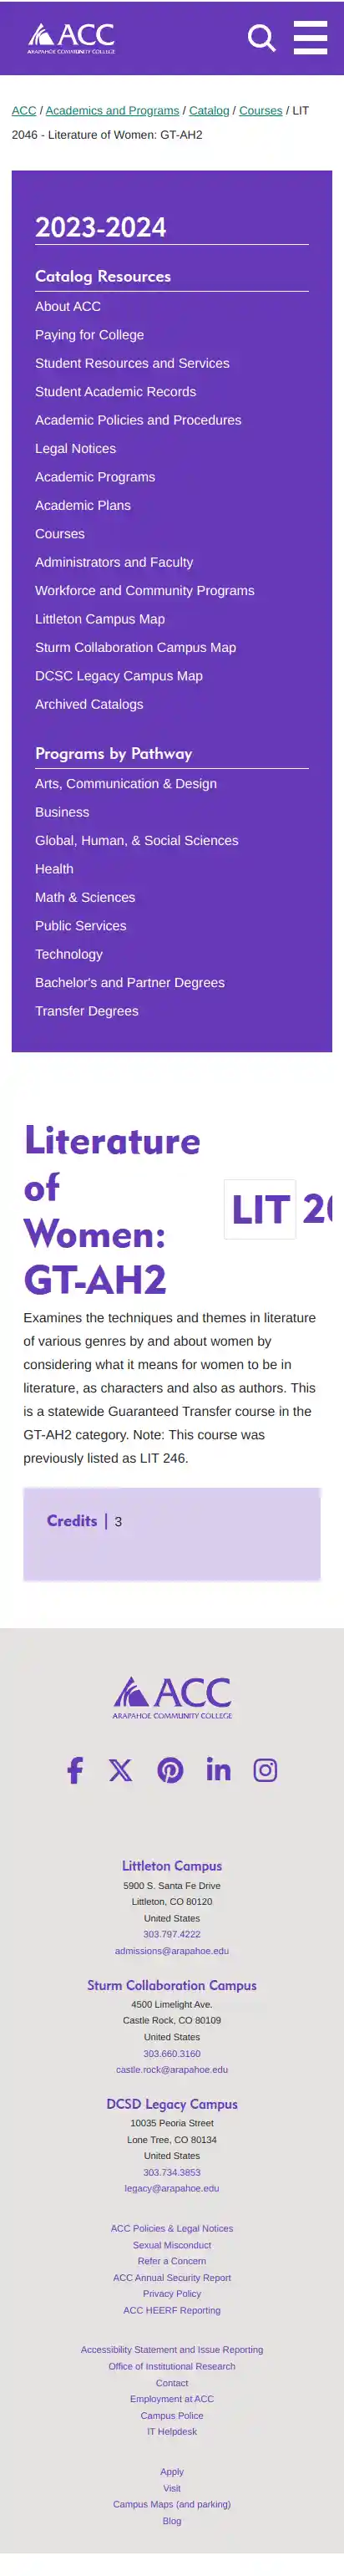 ACC
ARAPAHOE COMMUNITY COLLEGE
ACC / Academics and Programs / Catalog / Courses / LIT
2046 - Literature of Women: GT-AH2
2023-2024
Catalog Resources
About ACC
Paying for College
Student Resources and Services
Student Academic Records
Academic Policies and Procedures
Legal Notices
Academic Programs
Academic Plans
Courses
Administrators and Faculty
Workforce and Community Programs
Littleton Campus Map
Sturm Collaboration Campus Map
DCSC Legacy Campus Map
Archived Catalogs
Programs by Pathway
Arts, Communication & Design
Business
Global, Human, & Social Sciences
Health
Math & Sciences
Public Services
Technology
Bachelor's and Partner Degrees
Transfer Degrees
Literature
of
Women:
GT-AH2
LIT 20
Examines the techniques and themes in literature
of various genres by and about women by
considering what it means for women to be in
literature, as characters and also as authors. This
is a statewide Guaranteed Transfer course in the
GT-AH2 category. Note: This course was
previously listed as LIT 246.
Credits | 3
ACC
ARAPAHOE COMMUNITY COLLEGE
Littleton Campus
5900 S. Santa Fe Drive
Littleton, CO 80120
United States
303.797.4222
admissions@arapahoe.edu
Sturm Collaboration Campus
4500 Limelight Ave.
Castle Rock, CO 80109
United States
303.660.3160
castle.rock@arapahoe.edu
DCSD Legacy Campus
10035 Peoria Street
Lone Tree, CO 80134
United States
303.734.3853
legacy@arapahoe.edu
ACC Policies & Legal Notices
Sexual Misconduct
Refer a Concern
ACC Annual Security Report
Privacy Policy
ACC HEERF Reporting
Accessibility Statement and Issue Reporting
Office of Institutional Research
Contact
Employment at ACC
Campus Police
IT Helpdesk
Apply
Visit
Campus Maps (and parking)
Blog